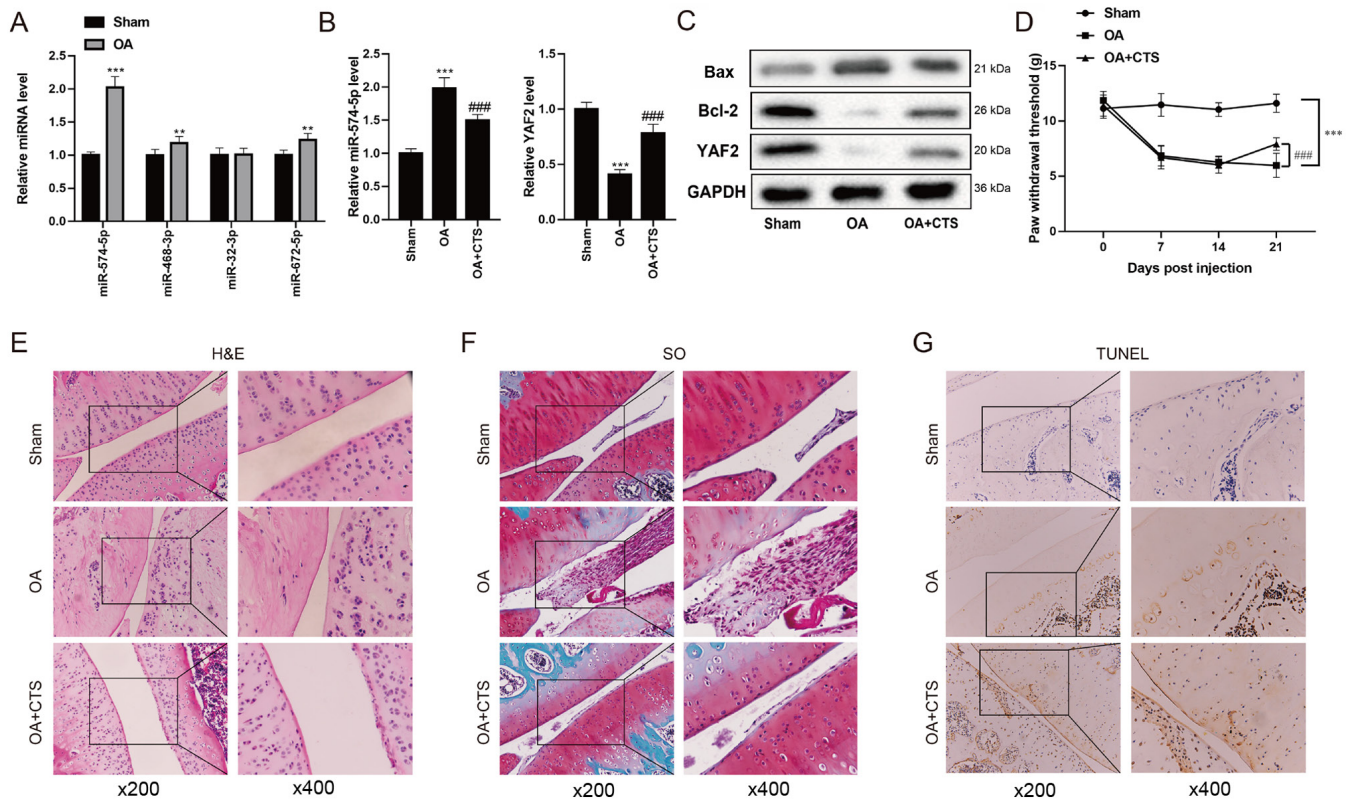 A
Sham
OA
Relative miRNA level
2.5
2.0
1.5
1.0
0.5
0.0
***
**
**
miR-574-5p
miR-468-3p
miR-32-3p
miR-672-5p
B
Relative miR-574-5p level
2.5
2.0
1.5
1.0
0.5
0.0
***
###
Sham
OA
OA+CTS
Relative YAF2 level
1.5
1.0
0.5
0.0
***
###
Sham
OA
OA+CTS
C
Bax
21 kDa
Bcl-2
26 kDa
YAF2
20 kDa
GAPDH
36 kDa
Sham
OA
OA+CTS
D
Sham
OA
OA+CTS
Paw withdrawal threshold (g)
15
10
5
0
***
###
0
7
14
21
Days post injection
E
H&E
Sham
OA
OA+CTS
x200
x400
F
SO
Sham
OA
OA+CTS
x200
x400
G
TUNEL
Sham
OA
OA+CTS
x200
x400